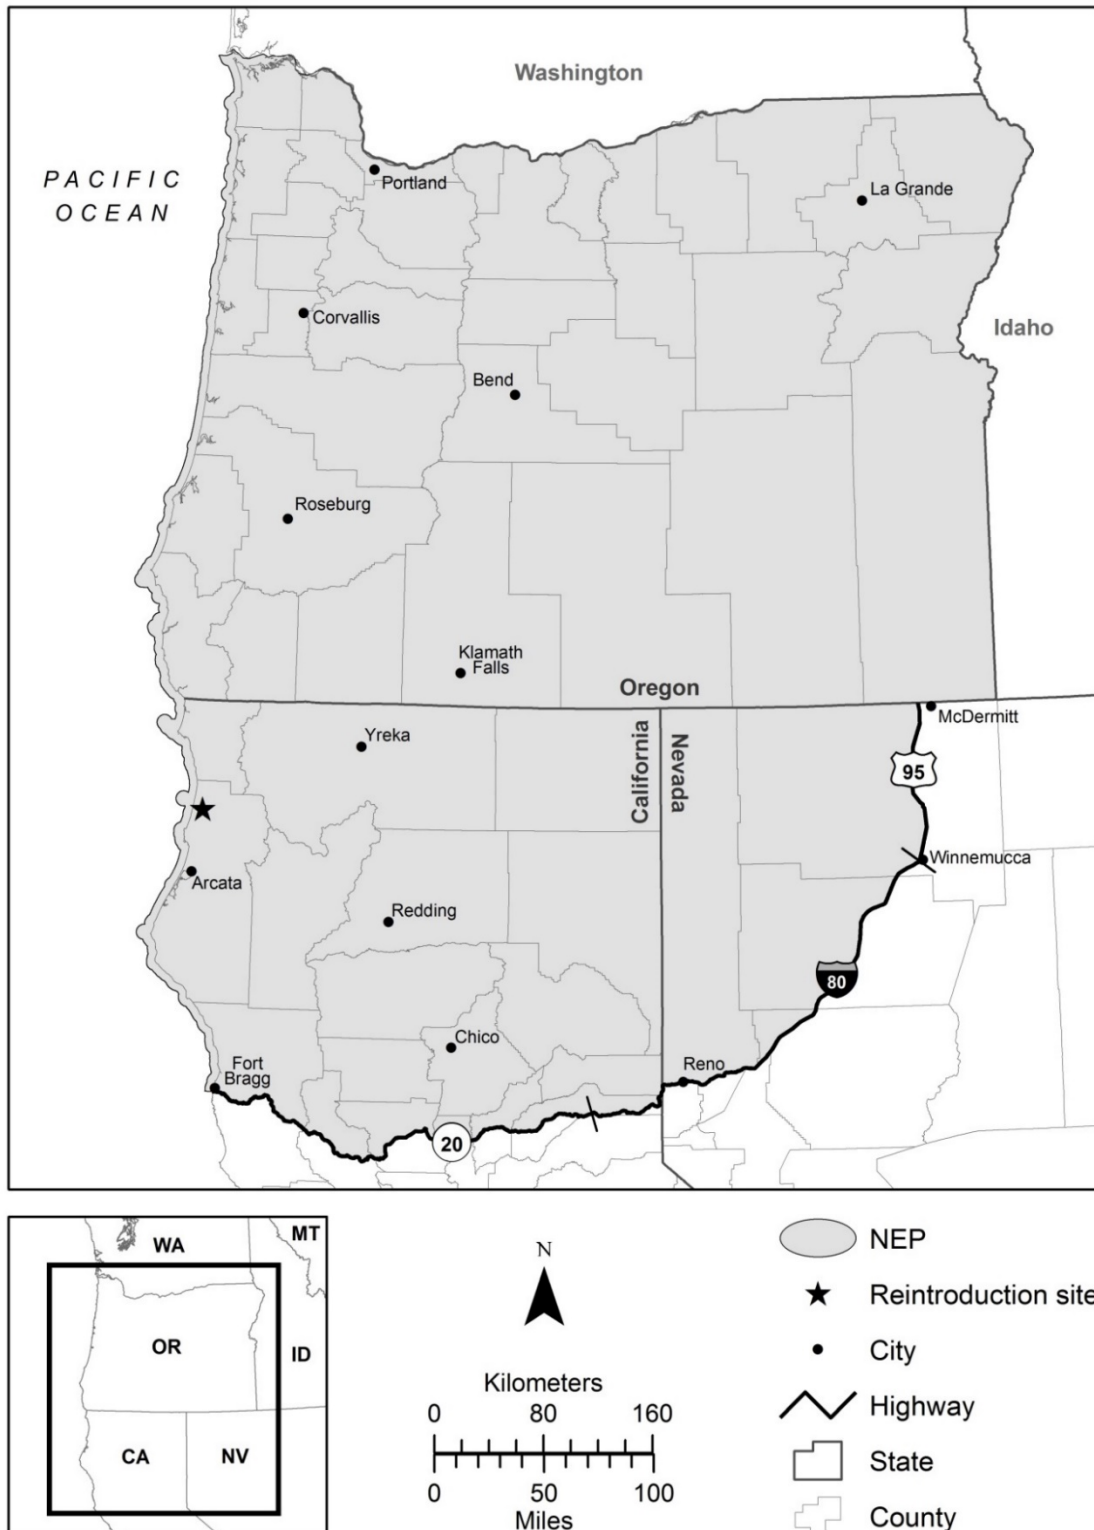 Washington
PACIFIC
OCEAN
Portland
La Grande
Corvallis
Idaho
Bend
Roseburg
Klamath
Falls
Oregon
McDermitt
Yreka
California
Nevada
95
Winnemucca
Arcata
Redding
80
Chico
Reno
Fort
Bragg
20
WA
MT
OR
ID
CA
NV
N
Kilometers
0 80 160
0 50 100
Miles
NEP
Reintroduction site
City
Highway
State
County